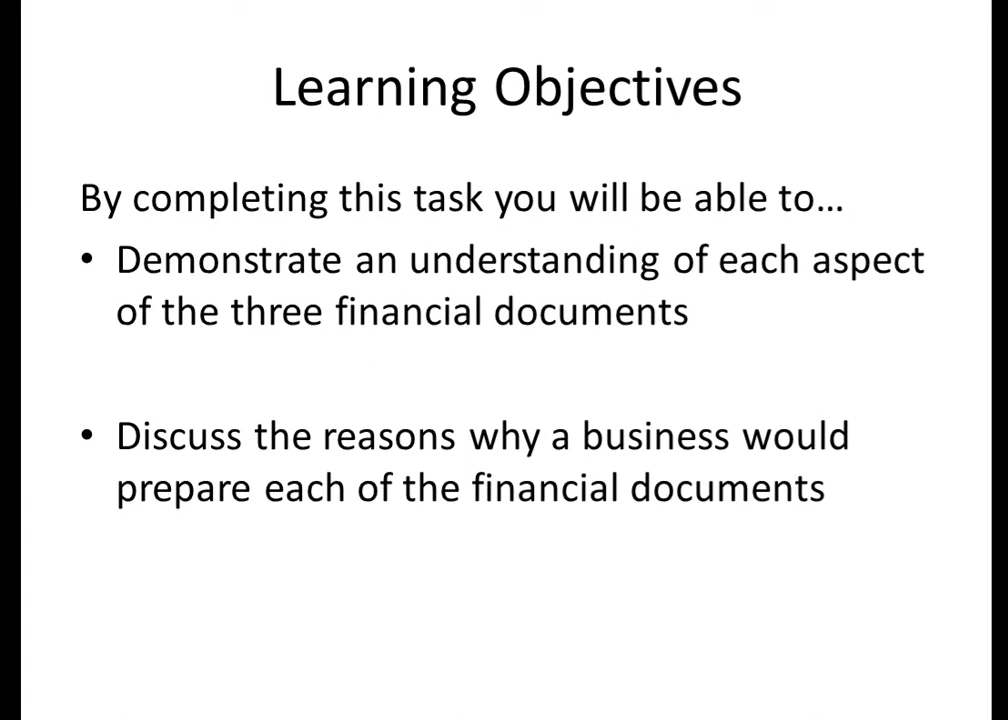 Learning Objectives
By completing this task you will be able to…
• Demonstrate an understanding of each aspect
of the three financial documents
• Discuss the reasons why a business would
prepare each of the financial documents